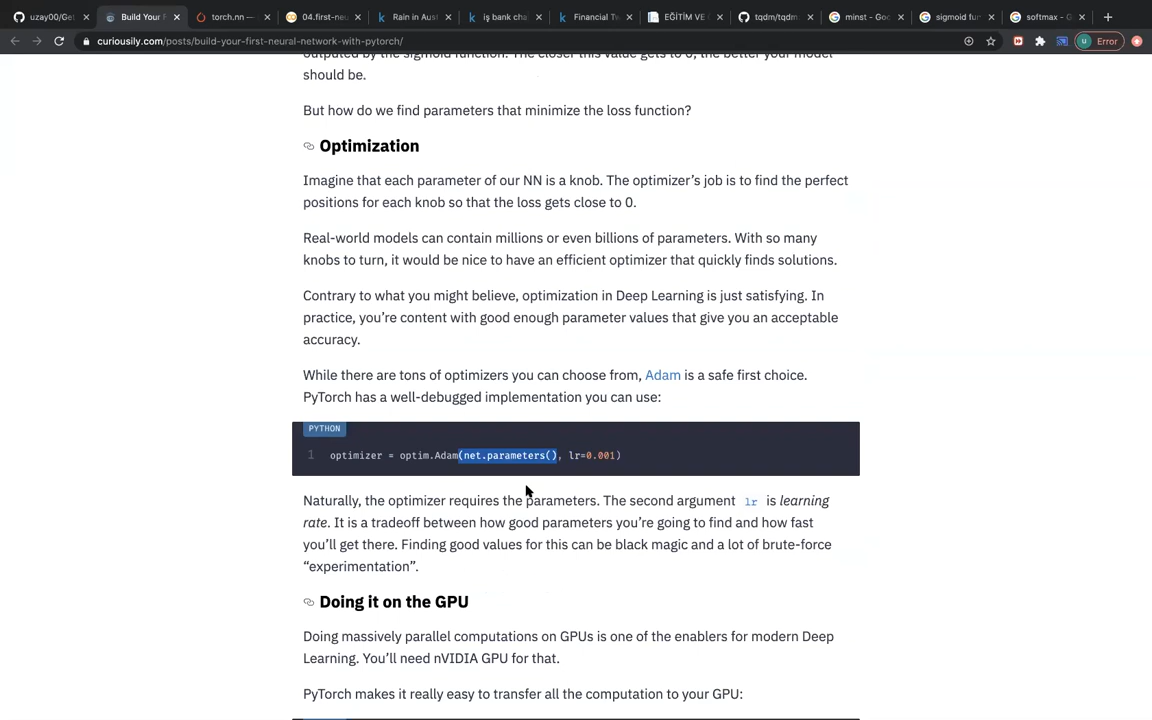 uzay00/Get
Build Your F
torch.nn —
04.first-neu
Rain in Aust
iş bank cha
Financial Tw
EĞİTİM VE
tqdm/tqdm
minst - Goo
sigmoid fun
softmax - G
curiousily.com/posts/build-your-first-neural-network-with-pytorch/
u Error
outputed by the sigmoid function. The closer this value gets to 0, the better your model
should be.
But how do we find parameters that minimize the loss function?
Optimization
Imagine that each parameter of our NN is a knob. The optimizer's job is to find the perfect
positions for each knob so that the loss gets close to 0.
Real-world models can contain millions or even billions of parameters. With so many
knobs to turn, it would be nice to have an efficient optimizer that quickly finds solutions.
Contrary to what you might believe, optimization in Deep Learning is just satisfying. In
practice, you're content with good enough parameter values that give you an acceptable
accuracy.
While there are tons of optimizers you can choose from, Adam is a safe first choice.
PyTorch has a well-debugged implementation you can use:
PYTHON
1 optimizer = optim.Adam(net.parameters(), lr=0.001)
Naturally, the optimizer requires the parameters. The second argument lr is learning
rate. It is a tradeoff between how good parameters you're going to find and how fast
you'll get there. Finding good values for this can be black magic and a lot of brute-force
“experimentation”.
Doing it on the GPU
Doing massively parallel computations on GPUs is one of the enablers for modern Deep
Learning. You'll need nVIDIA GPU for that.
PyTorch makes it really easy to transfer all the computation to your GPU: